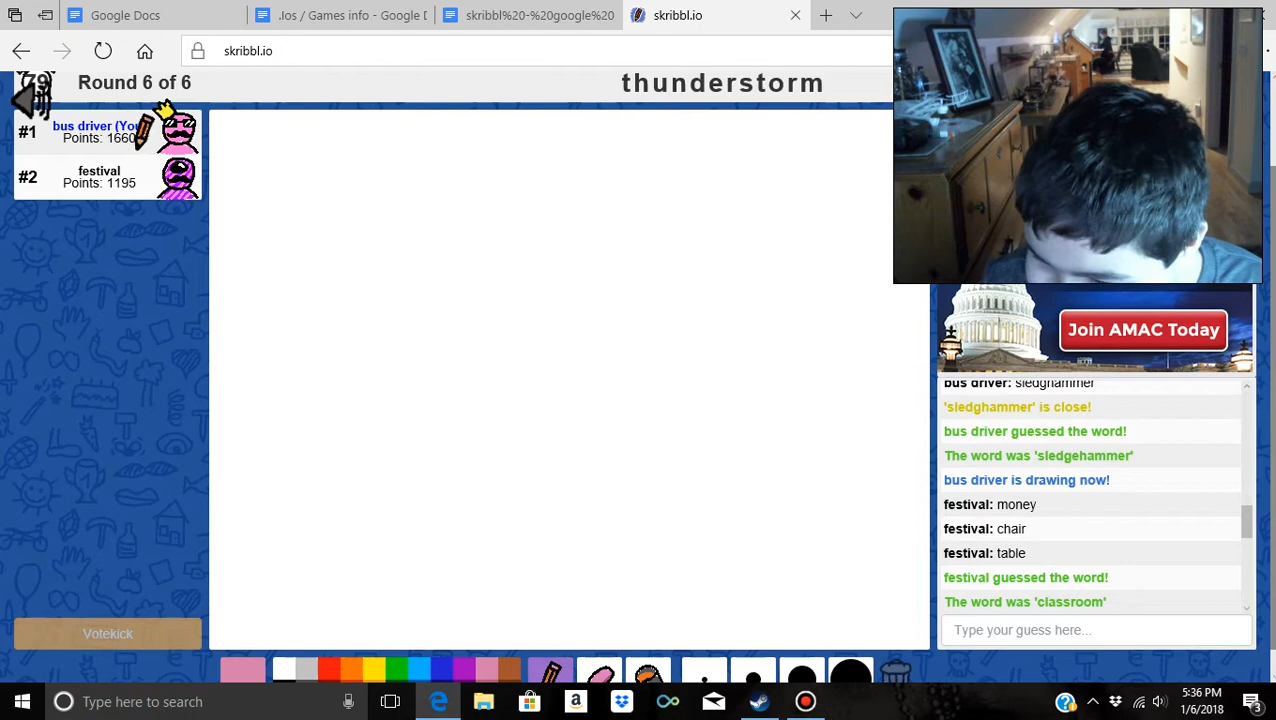 Google Docs
.Ios / Games info - Google D
skribbl%20-%20google%20
skribbl.io
skribbl.io
79
Round 6 of 6
thunderstorm
#1
bus driver (You
Points: 1660
#2
festival
Points: 1195
Join AMAC Today
bus driver: sledghammer
'sledghammer' is close!
bus driver guessed the word!
The word was 'sledgehammer'
bus driver is drawing now!
festival: money
festival: chair
festival: table
festival guessed the word!
The word was 'classroom'
Votekick
Type your guess here...
Type here to search
5:36 PM
1/6/2018
3